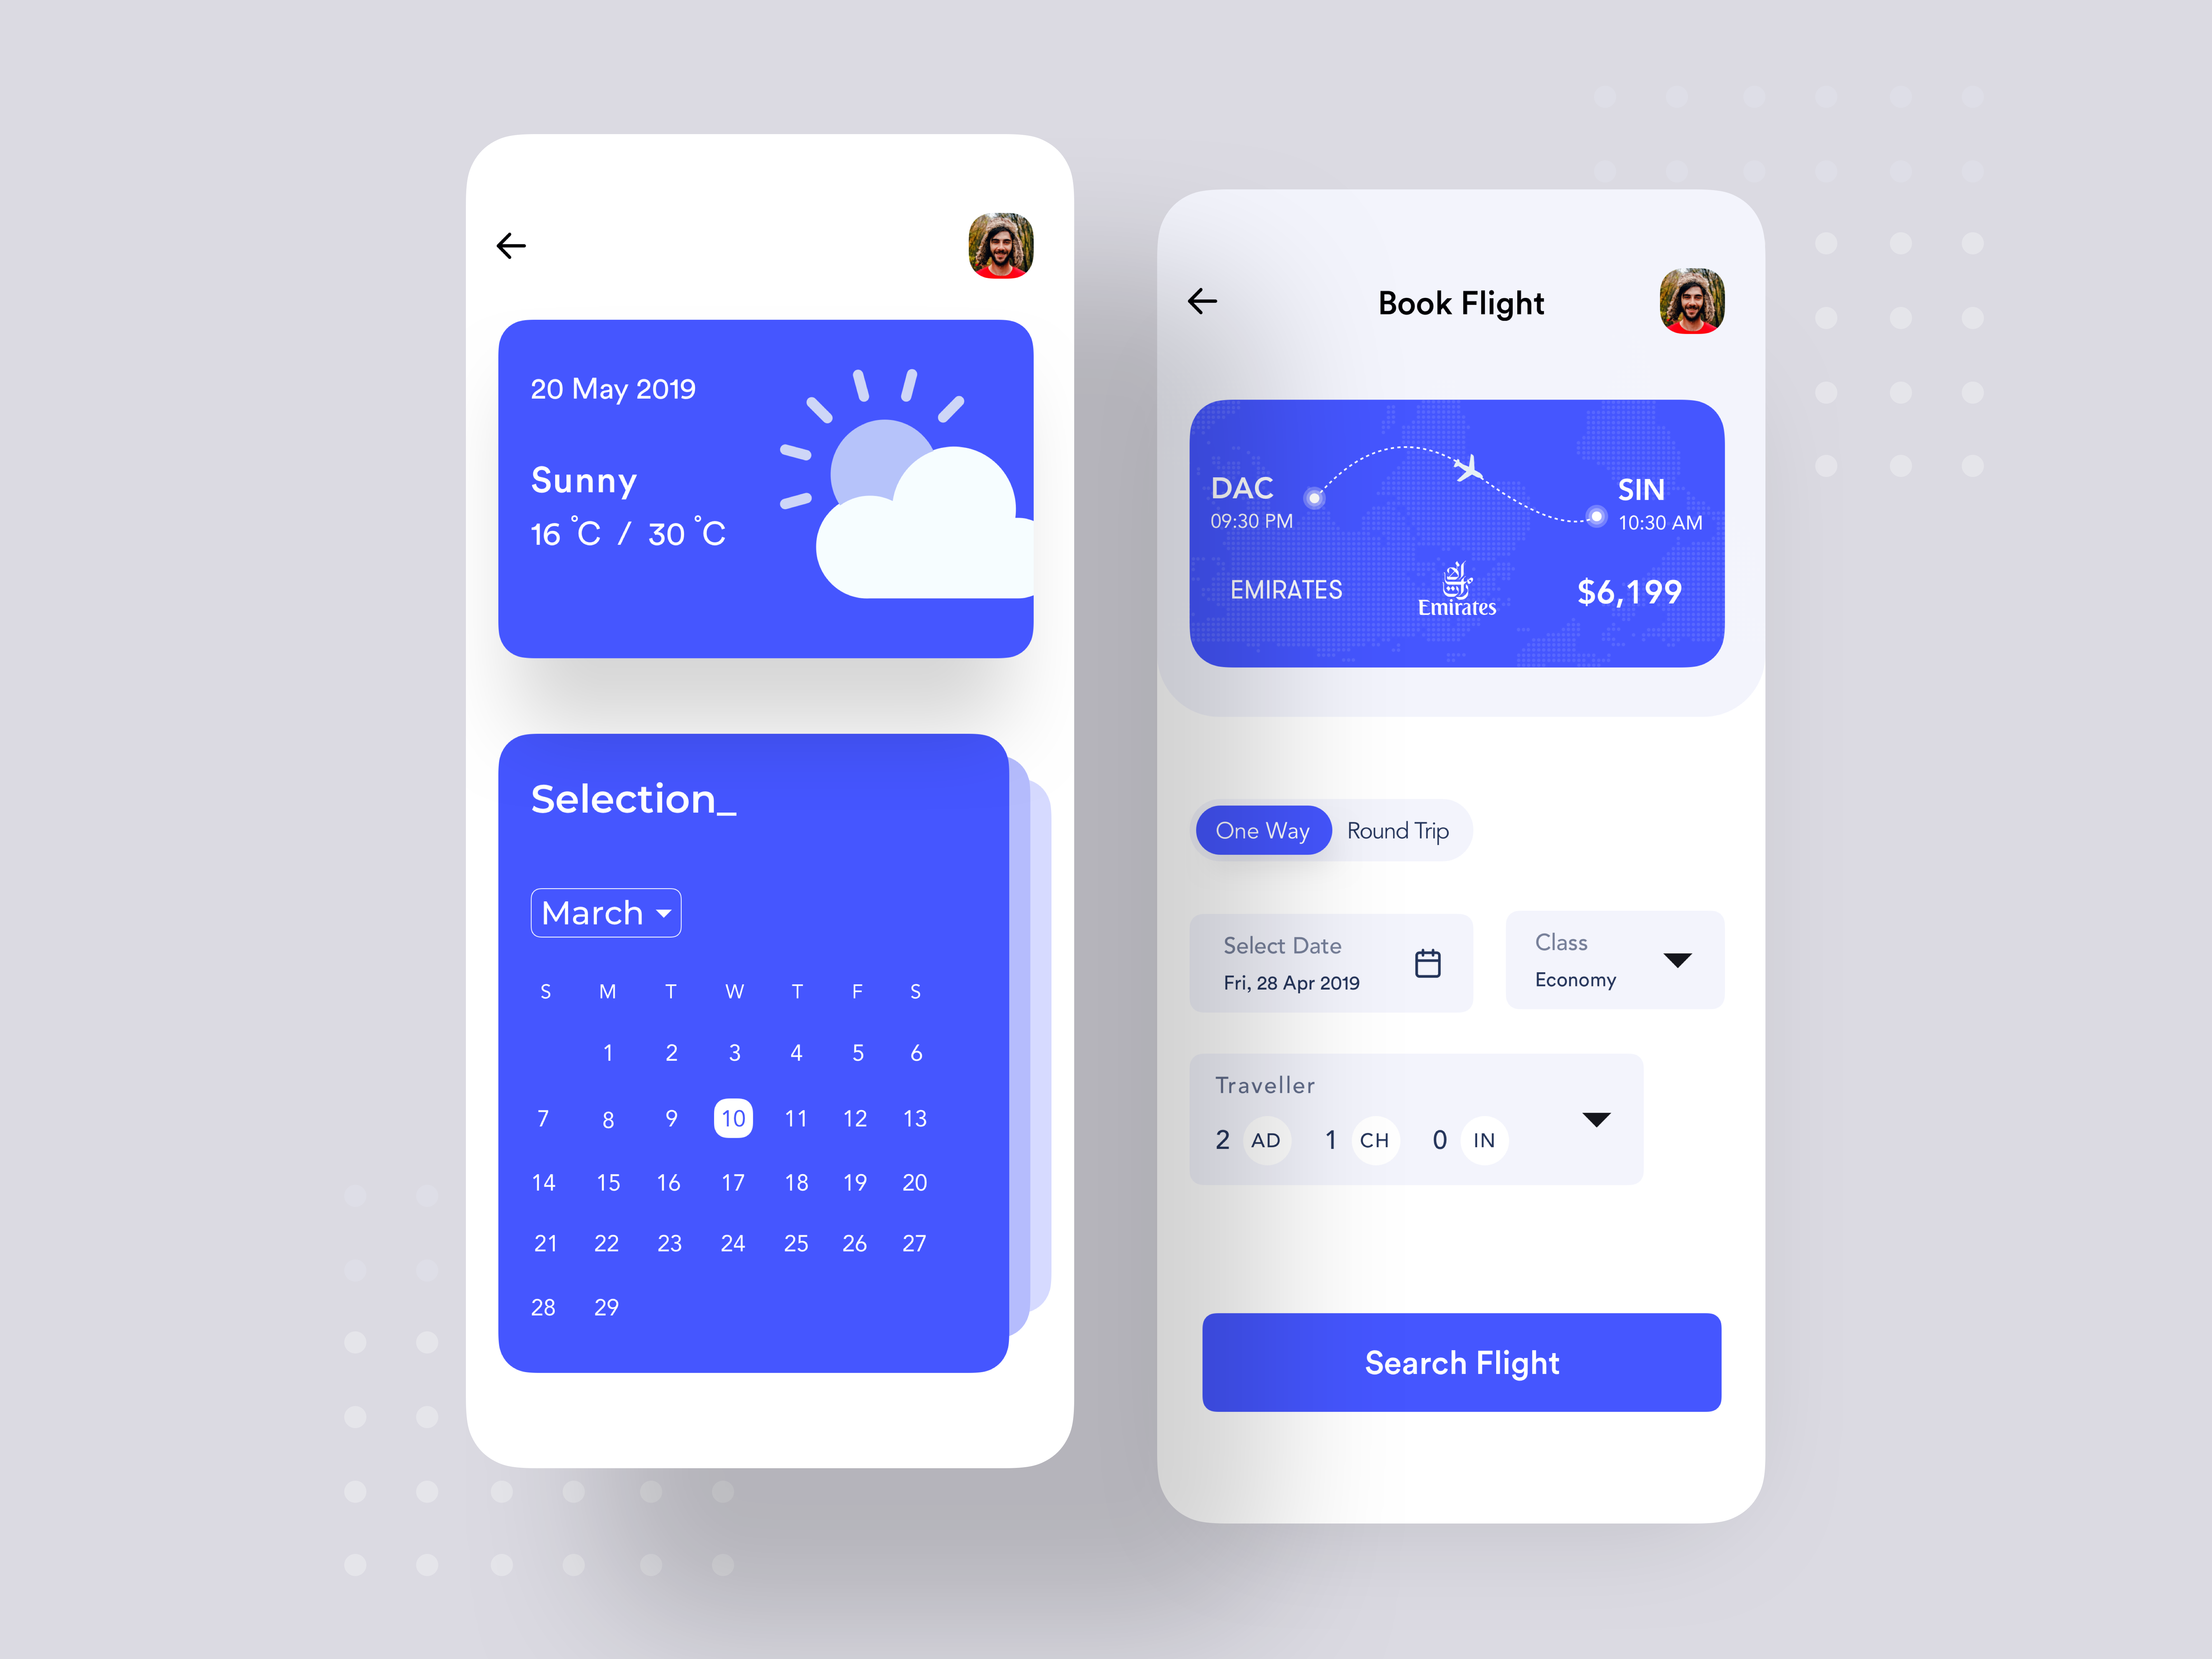 20 May 2019
Sunny
16 °C / 30 °C
Selection_
March
S M T W T F S
1 2 3 4 5 6
7 8 9 10 11 12 13
14 15 16 17 18 19 20
21 22 23 24 25 26 27
28 29
Book Flight
DAC SIN
09:30 PM 10:30 AM
EMIRATES Emirates $6,199
One Way Round Trip
Select Date
Fri, 28 Apr 2019
Class
Economy
Traveller
2 AD 1 CH 0 IN
Search Flight